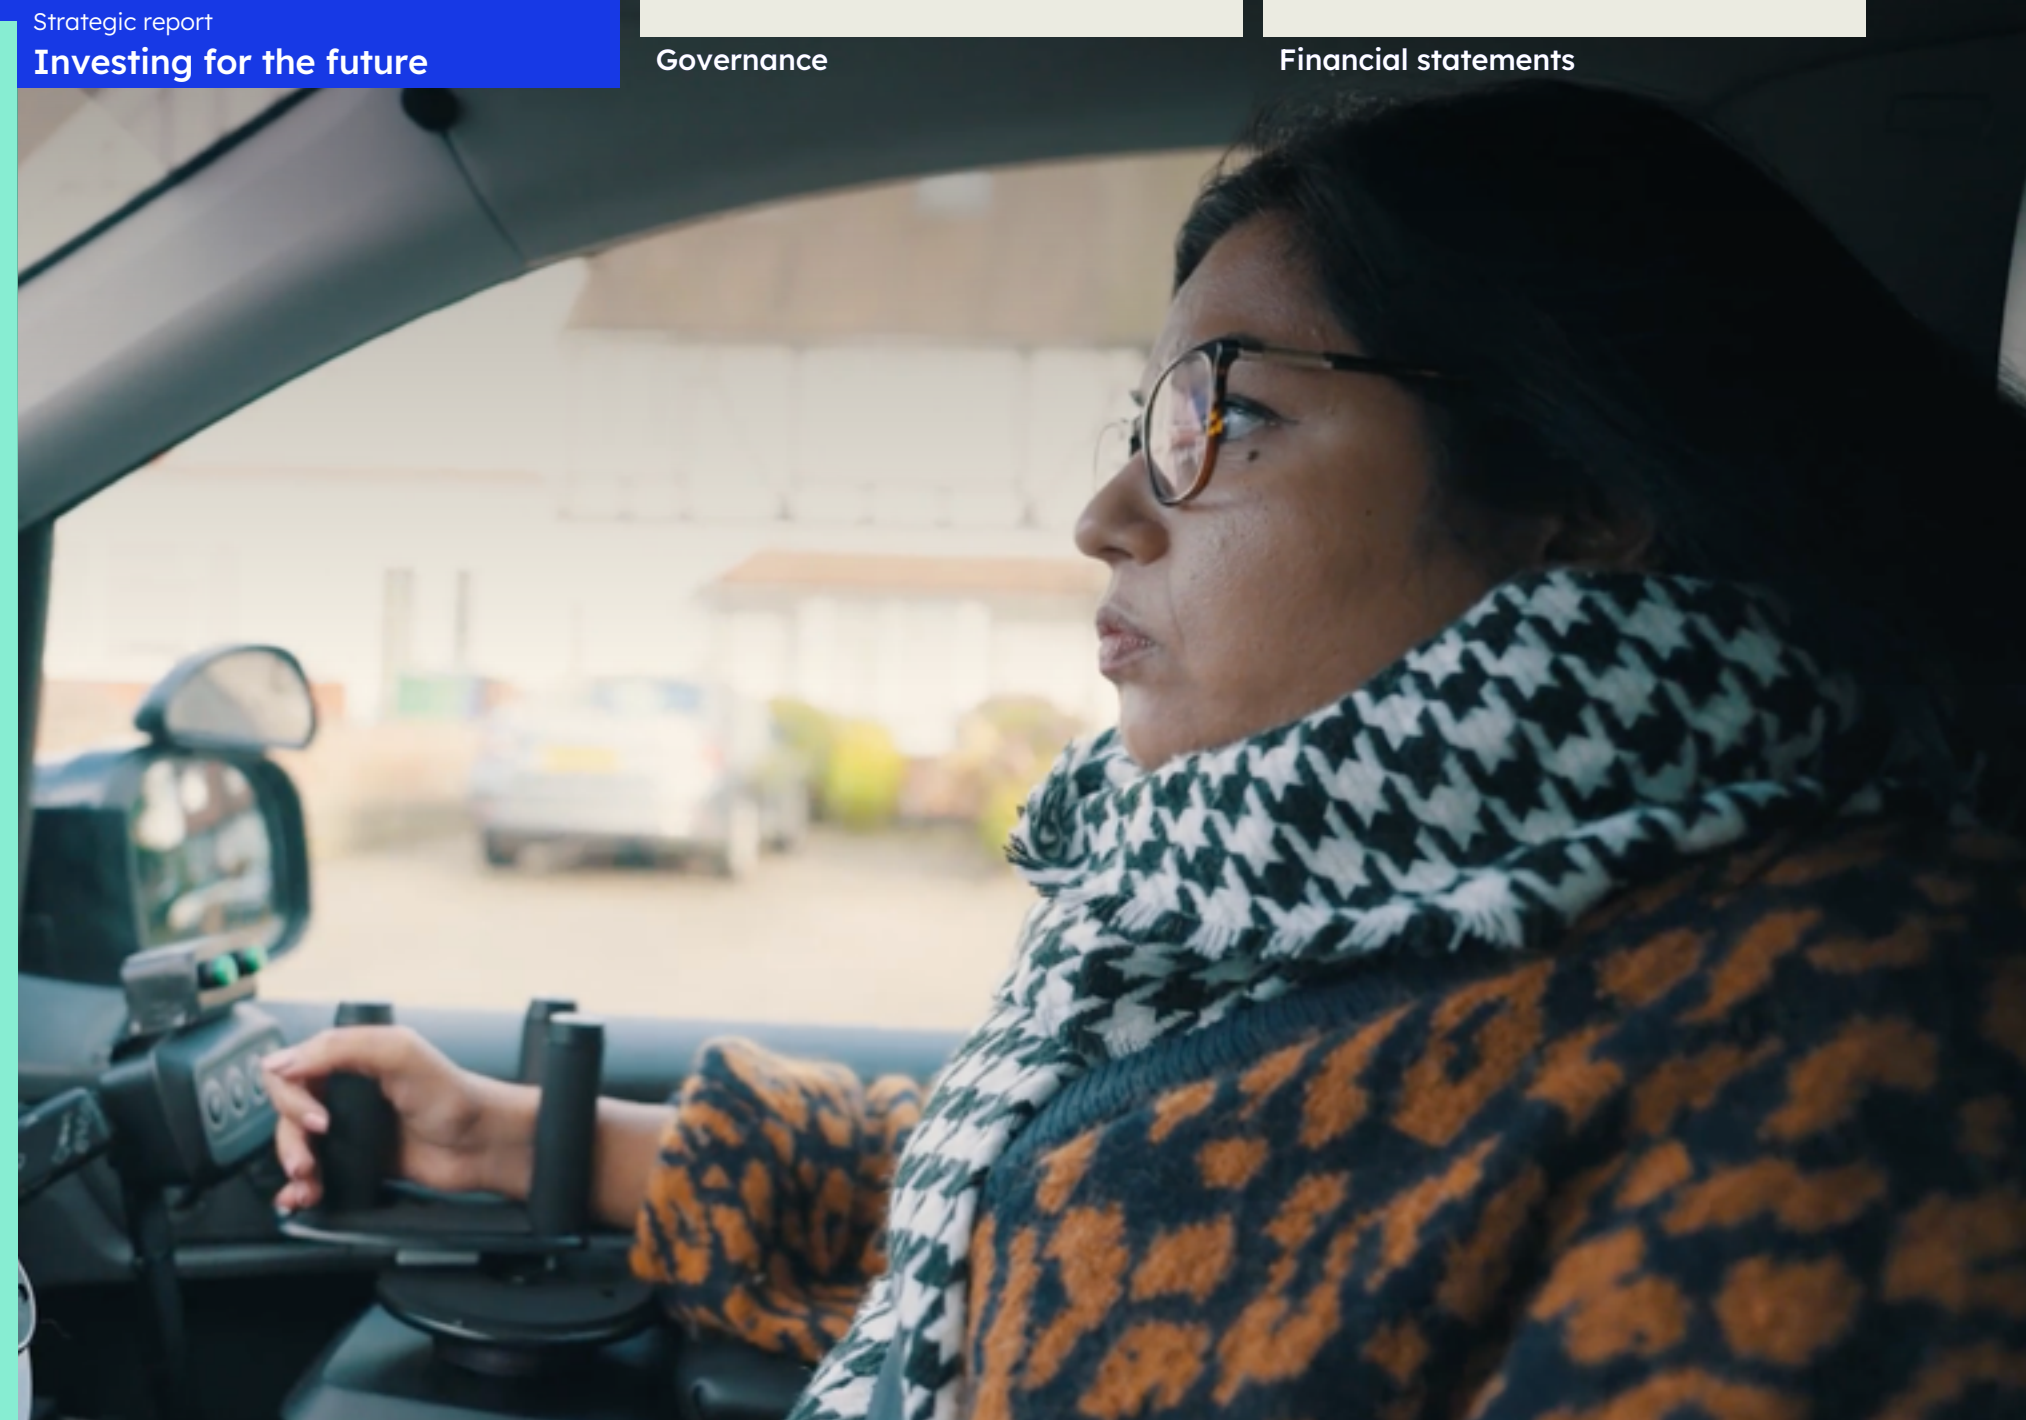 Strategic report
Investing for the future
Governance
Financial statements